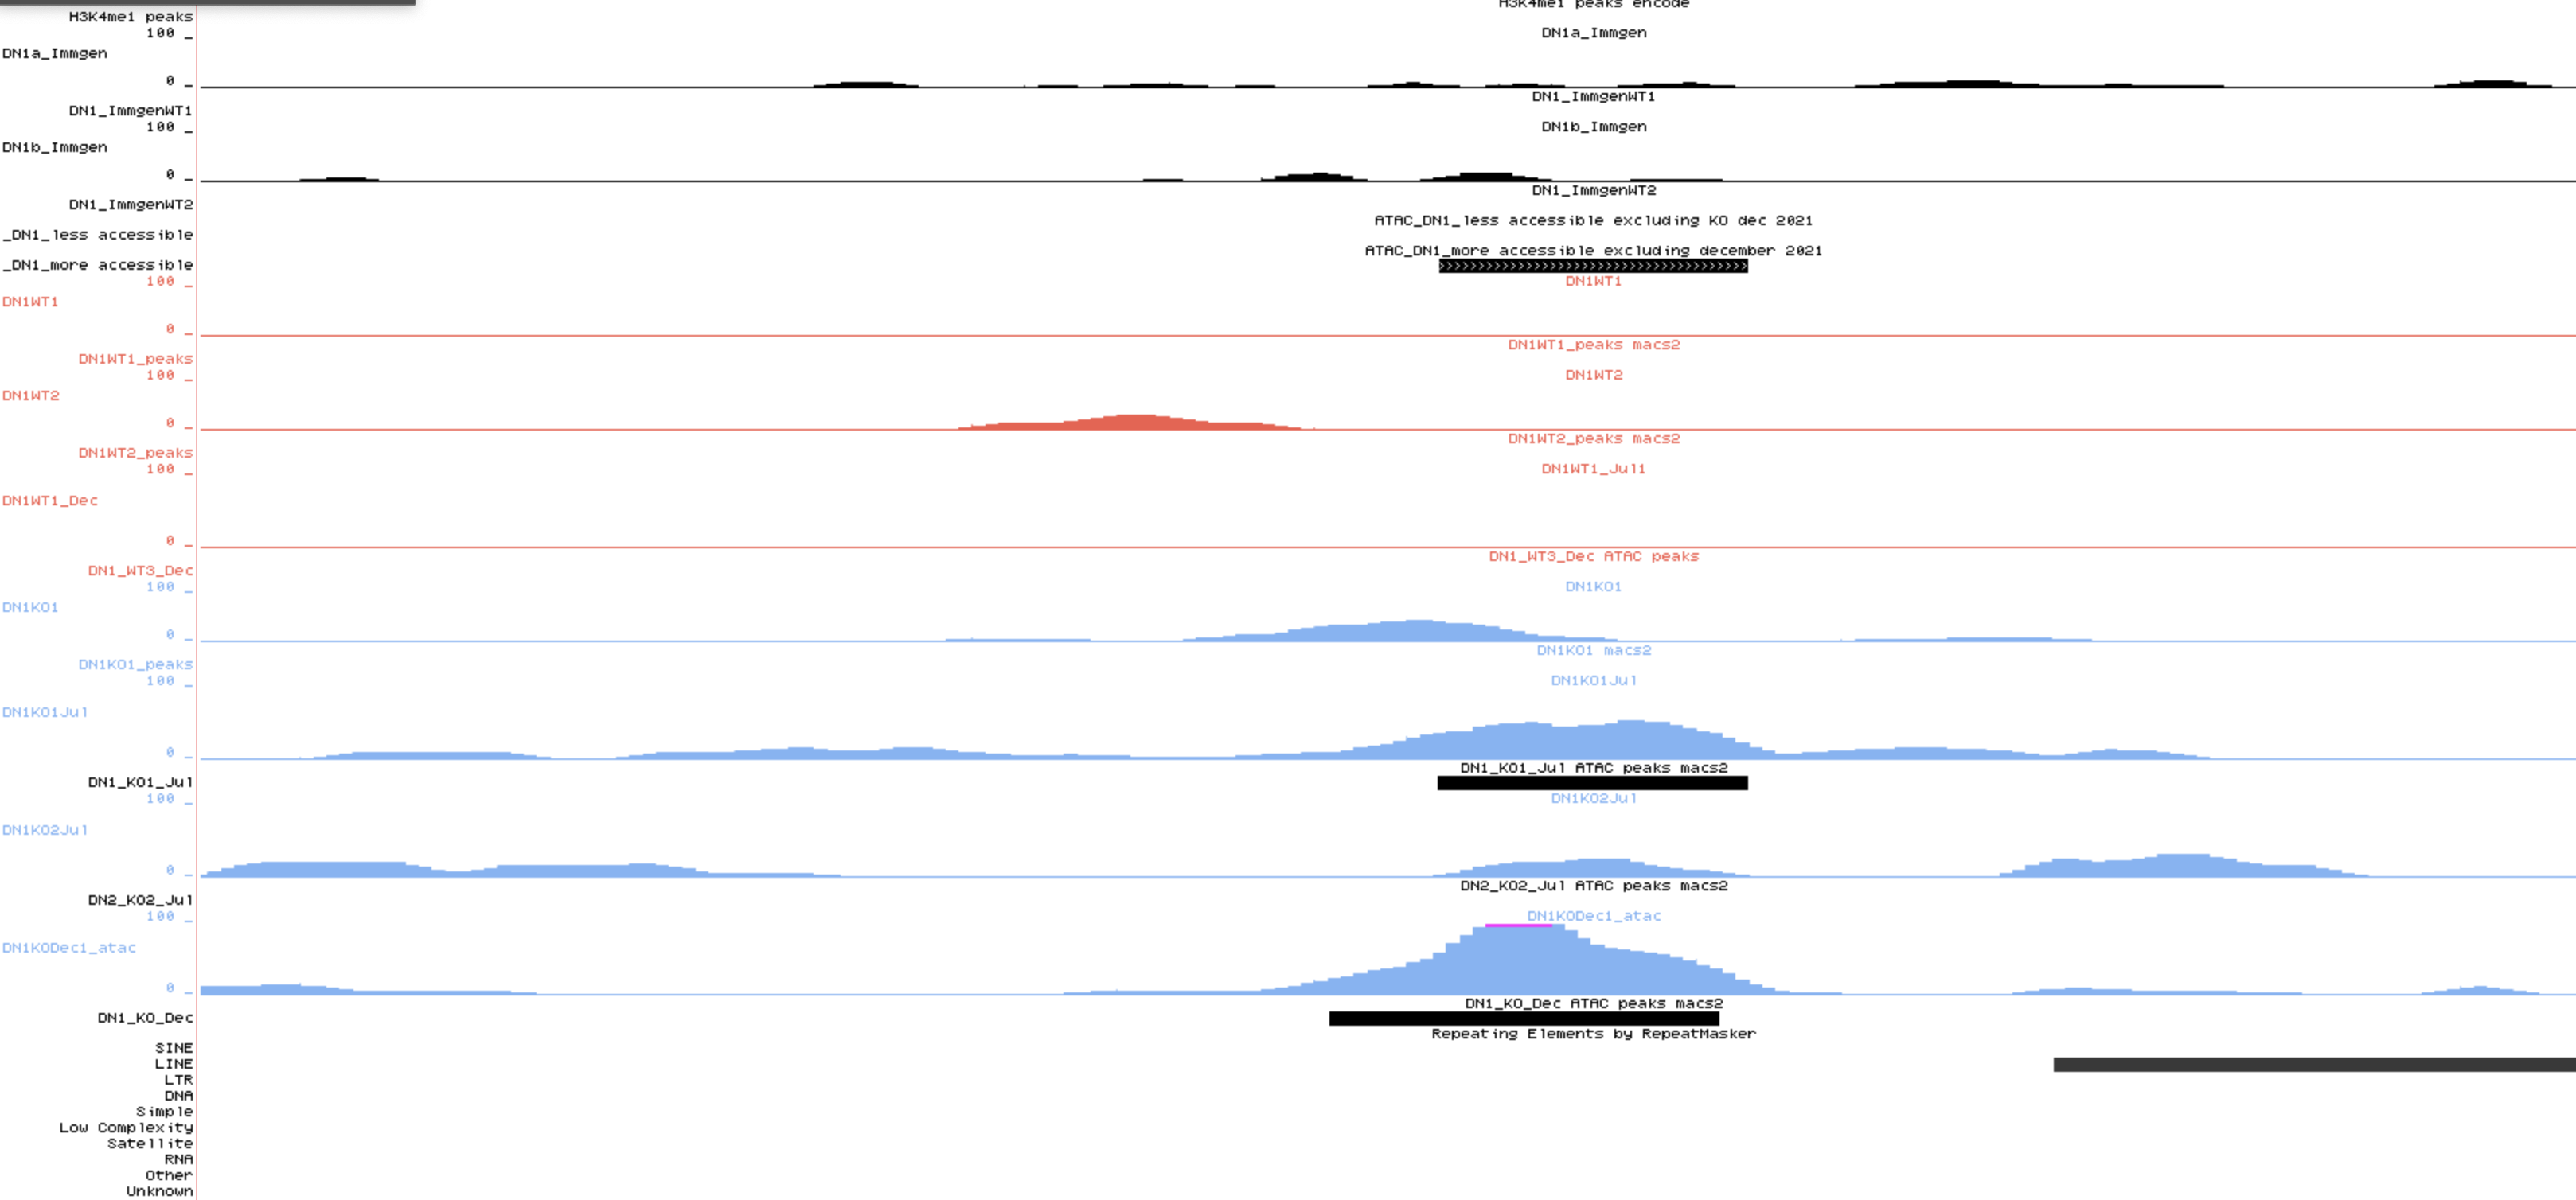 H3K4me1 peaks encode
H3K4me1 peaks
100 _ DN1a_Immgen
DN1a_Immgen
0 _
DN1_ImmgenWT1
DN1_ImmgenWT1
100 _ DN1b_Immgen
DN1b_Immgen
0 _
DN1_ImmgenWT2
DN1_ImmgenWT2
ATAC_DN1_less accessible excluding KO dec 2021
_DN1_less accessible
ATAC_DN1_more accessible excluding december 2021
_DN1_more accessible
100 _ DN1WT1
DN1WT1
0 _
DN1WT1_peaks macs2
DN1WT1_peaks
100 _ DN1WT2
DN1WT2
0 _
DN1WT2_peaks macs2
DN1WT2_peaks
100 _ DN1WT1_Jul1
DN1WT1_Dec
0 _
DN1_WT3_Dec ATAC peaks
DN1_WT3_Dec
100 _ DN1KO1
DN1KO1
0 _
DN1KO1 macs2
DN1KO1_peaks
100 _ DN1KO1Jul
DN1KO1Jul
0 _
DN1_KO1_Jul ATAC peaks macs2
DN1_KO1_Jul
100 _ DN1KO2Jul
DN1KO2Jul
0 _
DN2_KO2_Jul ATAC peaks macs2
DN2_KO2_Jul
100 _ DN1KODec1_atac
DN1KODec1_atac
0 _
DN1_KO_Dec ATAC peaks macs2
DN1_KO_Dec
Repeating Elements by RepeatMasker
SINE
LINE
LTR
DNA
Simple
Low Complexity
Satellite
RNA
Other
Unknown